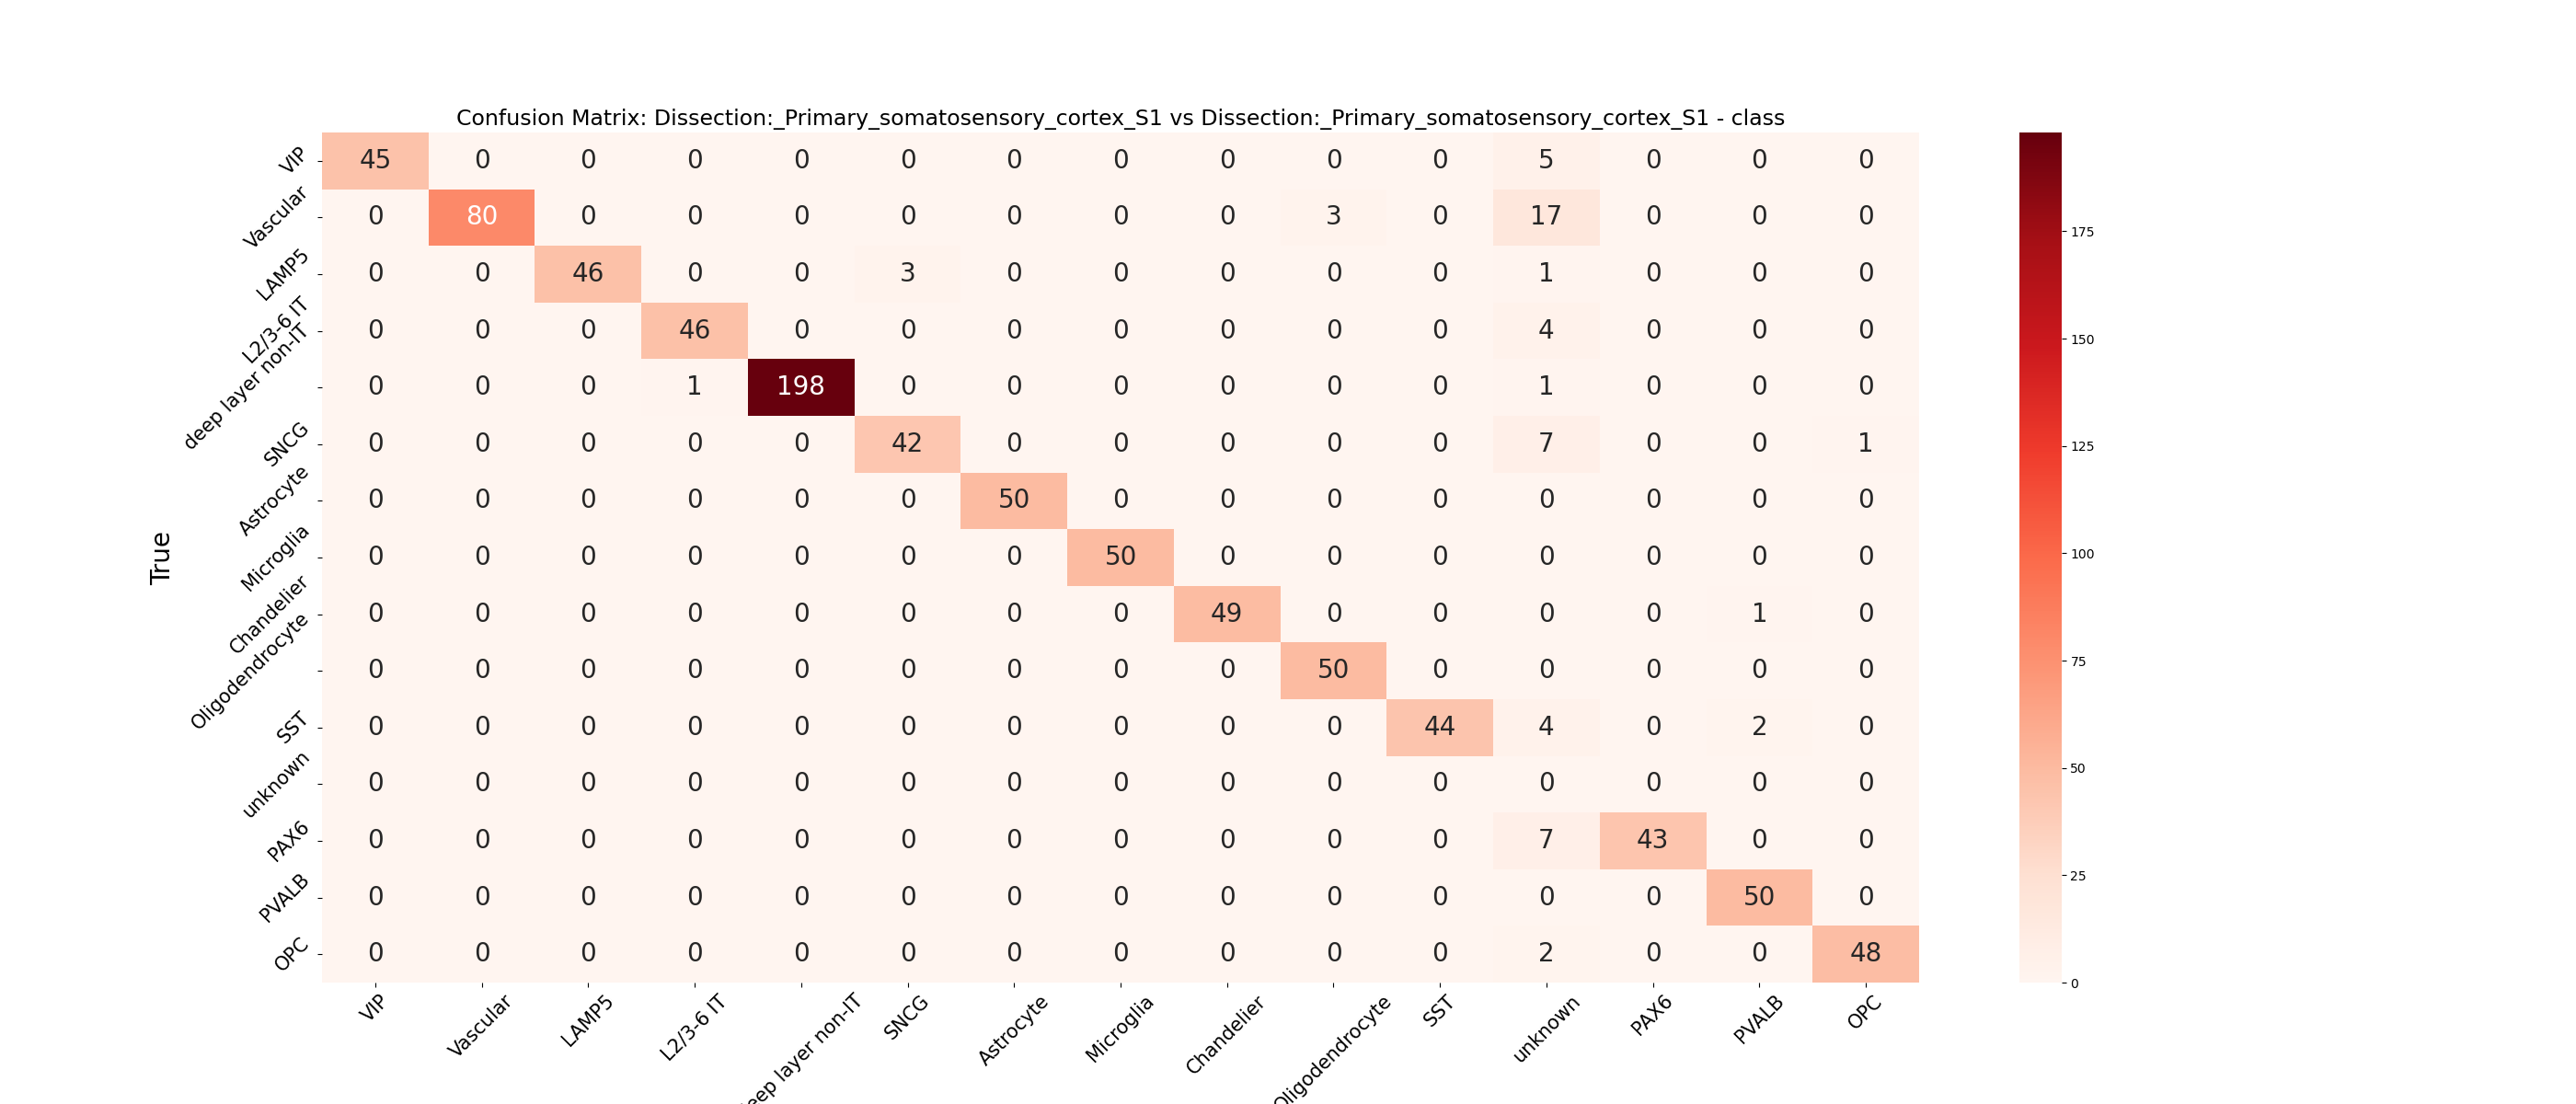 Confusion Matrix: Dissection:_Primary_somatosensory_cortex_S1 vs Dissection:_Primary_somatosensory_cortex_S1 - class
VIP 45 0 0 0 0 0 0 0 0 0 0 5 0 0 0
Vascular 0 80 0 0 0 0 0 0 0 3 0 17 0 0 0
LAMP5 0 0 46 0 0 3 0 0 0 0 0 1 0 0 0
L2/3-6 IT 0 0 0 46 0 0 0 0 0 0 0 4 0 0 0
deep layer non-IT 0 0 0 1 198 0 0 0 0 0 0 1 0 0 0
SNCG 0 0 0 0 0 42 0 0 0 0 0 7 0 0 1
Astrocyte 0 0 0 0 0 0 50 0 0 0 0 0 0 0 0
Microglia 0 0 0 0 0 0 0 50 0 0 0 0 0 0 0
Chandelier 0 0 0 0 0 0 0 0 49 0 0 0 0 1 0
Oligodendrocyte 0 0 0 0 0 0 0 0 0 50 0 0 0 0 0
SST 0 0 0 0 0 0 0 0 0 0 44 4 0 2 0
unknown 0 0 0 0 0 0 0 0 0 0 0 0 0 0 0
PAX6 0 0 0 0 0 0 0 0 0 0 0 7 43 0 0
PVALB 0 0 0 0 0 0 0 0 0 0 0 0 0 50 0
OPC 0 0 0 0 0 0 0 0 0 0 0 2 0 0 48
True
VIP Vascular LAMP5 L2/3-6 IT eep layer non-IT SNCG Astrocyte Microglia Chandelier Oligodendrocyte SST unknown PAX6 PVALB OPC
175
150
125
100
75
50
25
0